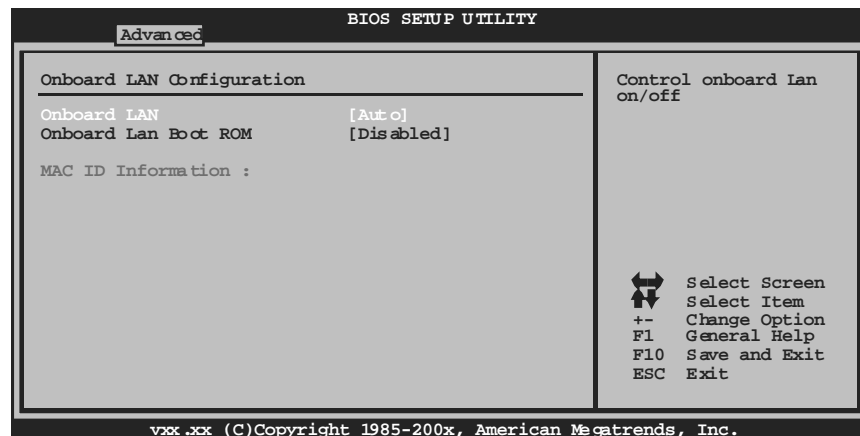 BIOS SETUP UTILITY
Advanced
Onboard LAN Configuration
Onboard LAN [Auto]
Onboard Lan Boot ROM [Disabled]
MAC ID Information :
Control onboard Lan
on/off
Select Screen
Select Item
+- Change Option
F1 General Help
F10 Save and Exit
ESC Exit
vxx.xx (C)Copyright 1985-200x, American Megatrends, Inc.